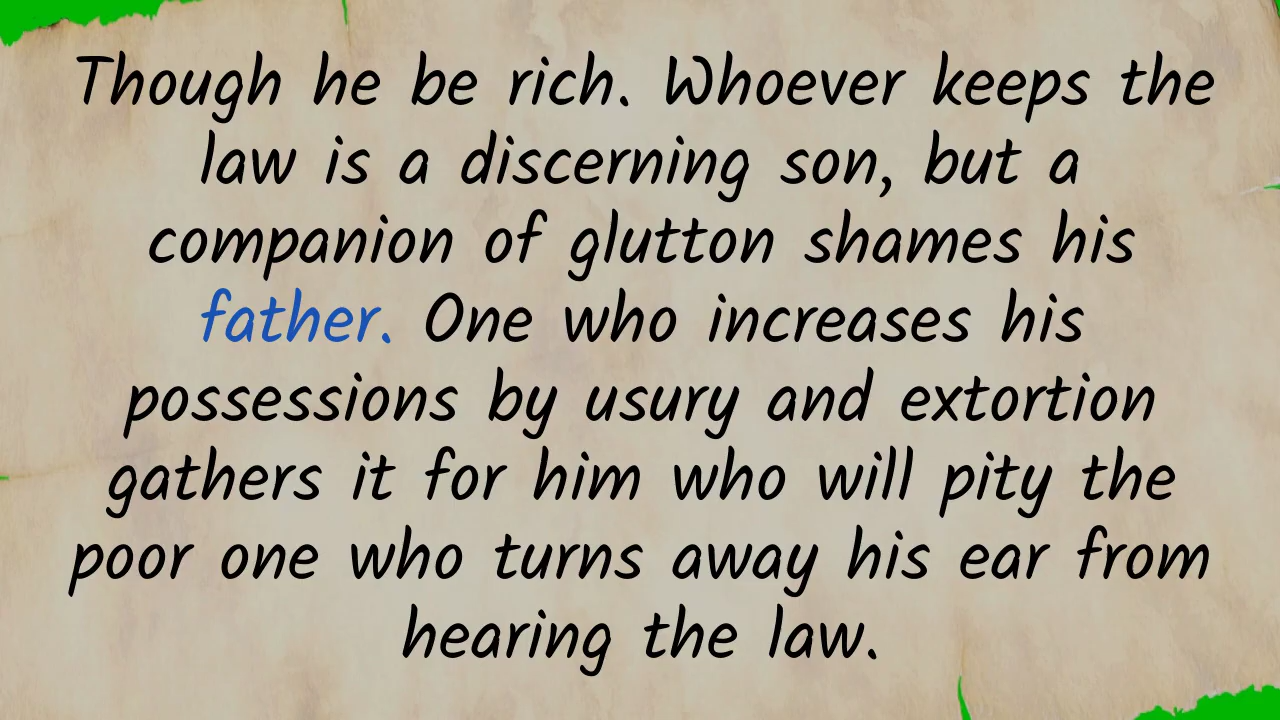 Though he be rich. Whoever keeps the
law is a discerning son, but a
companion of glutton shames his
father. One who increases his
possessions by usury and extortion
gathers it for him who will pity the
poor one who turns away his ear from
hearing the law.